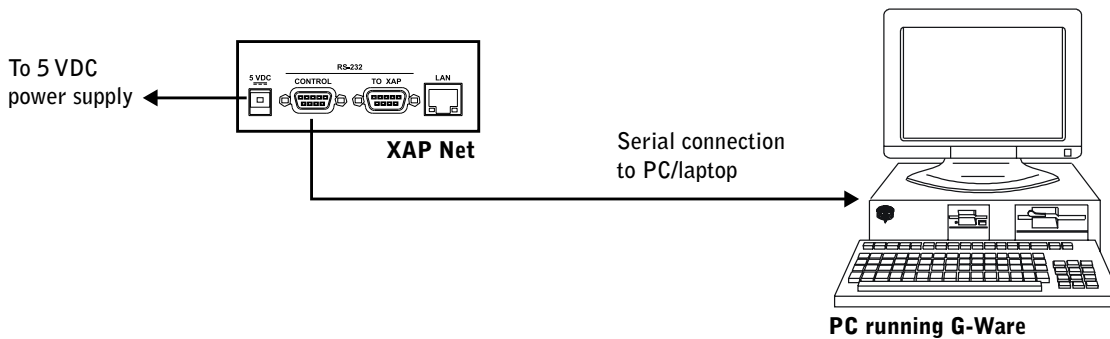 To 5 VDC
power supply
RS-232
5 VDC
CONTROL
TO XAP
LAN
XAP Net
Serial connection
to PC/laptop
PC running G-Ware